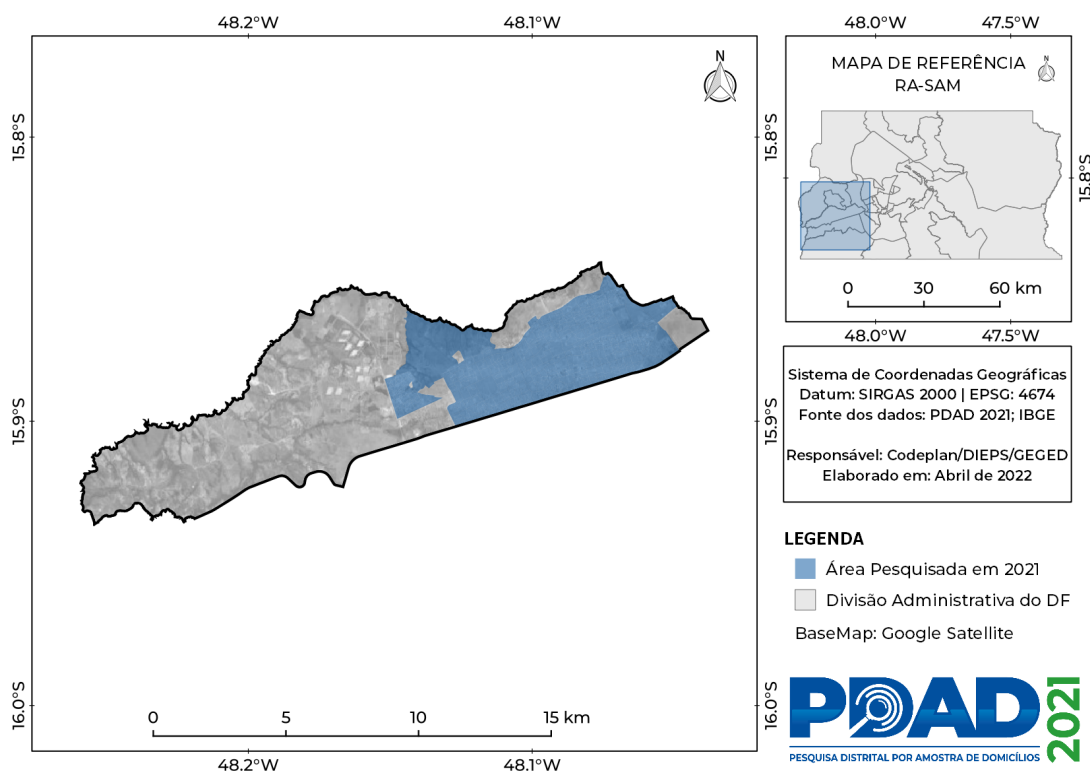 48.2°W
48.1°W
15.8°S
15.9°S
16.0°S
N
0
5
10
15 km
48.2°W
48.1°W
15.8°S
15.9°S
16.0°S
48.0°W
47.5°W
MAPA DE REFERÊNCIA
RA-SAM
N
15.8°S
0
30
60 km
48.0°W
47.5°W
Sistema de Coordenadas Geográficas
Datum: SIRGAS 2000 | EPSG: 4674
Fonte dos dados: PDAD 2021; IBGE
Responsável: Codeplan/DIEPS/GEGED
Elaborado em: Abril de 2022
LEGENDA
Área Pesquisada em 2021
Divisão Administrativa do DF
BaseMap: Google Satellite
PDAD 2021
PESQUISA DISTRITAL POR AMOSTRA DE DOMICÍLIOS